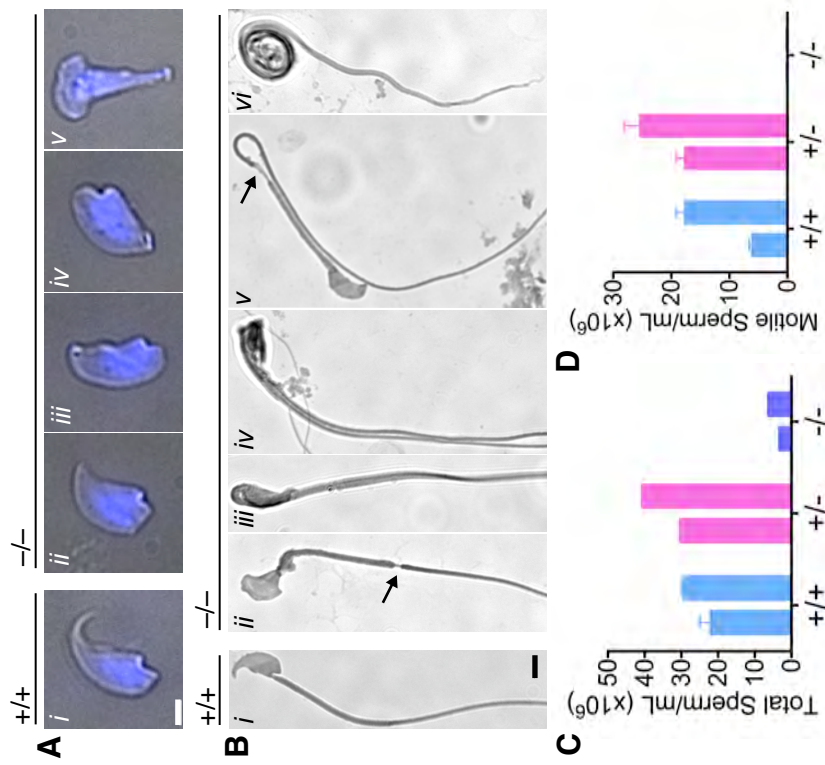 A
+/+
–/–
i
ii
iii
iv
v
B
+/+
–/–
i
ii
iii
iv
v
vi
C
Total Sperm/mL (x10⁶)
50
40
30
20
10
0
+/+
+/-
-/-
D
Motile Sperm/mL (x10⁶)
30
20
10
0
+/+
+/-
-/-